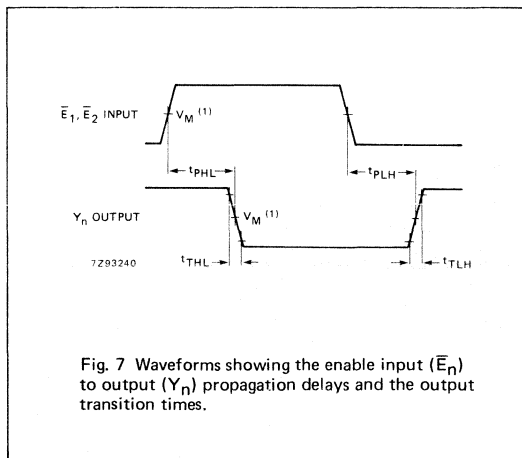 E̅1, E̅2 INPUT
VM (1)
tPHL
tPLH
Yn OUTPUT
VM (1)
7Z93240
tTHL
tTLH
Fig. 7 Waveforms showing the enable input (E̅n)
to output (Yn) propagation delays and the output
transition times.